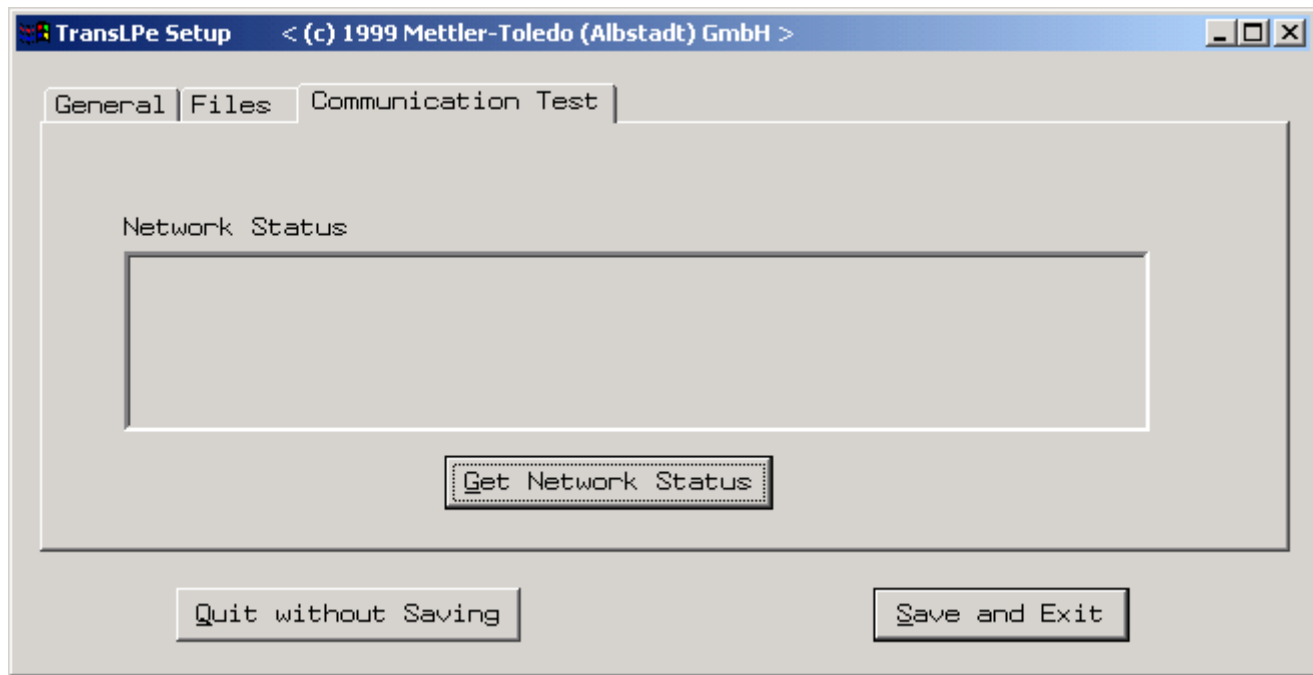 TransLPe Setup < (c) 1999 Mettler-Toledo (Albstadt) GmbH >
General Files Communication Test
Network Status
Get Network Status
Quit without Saving Save and Exit